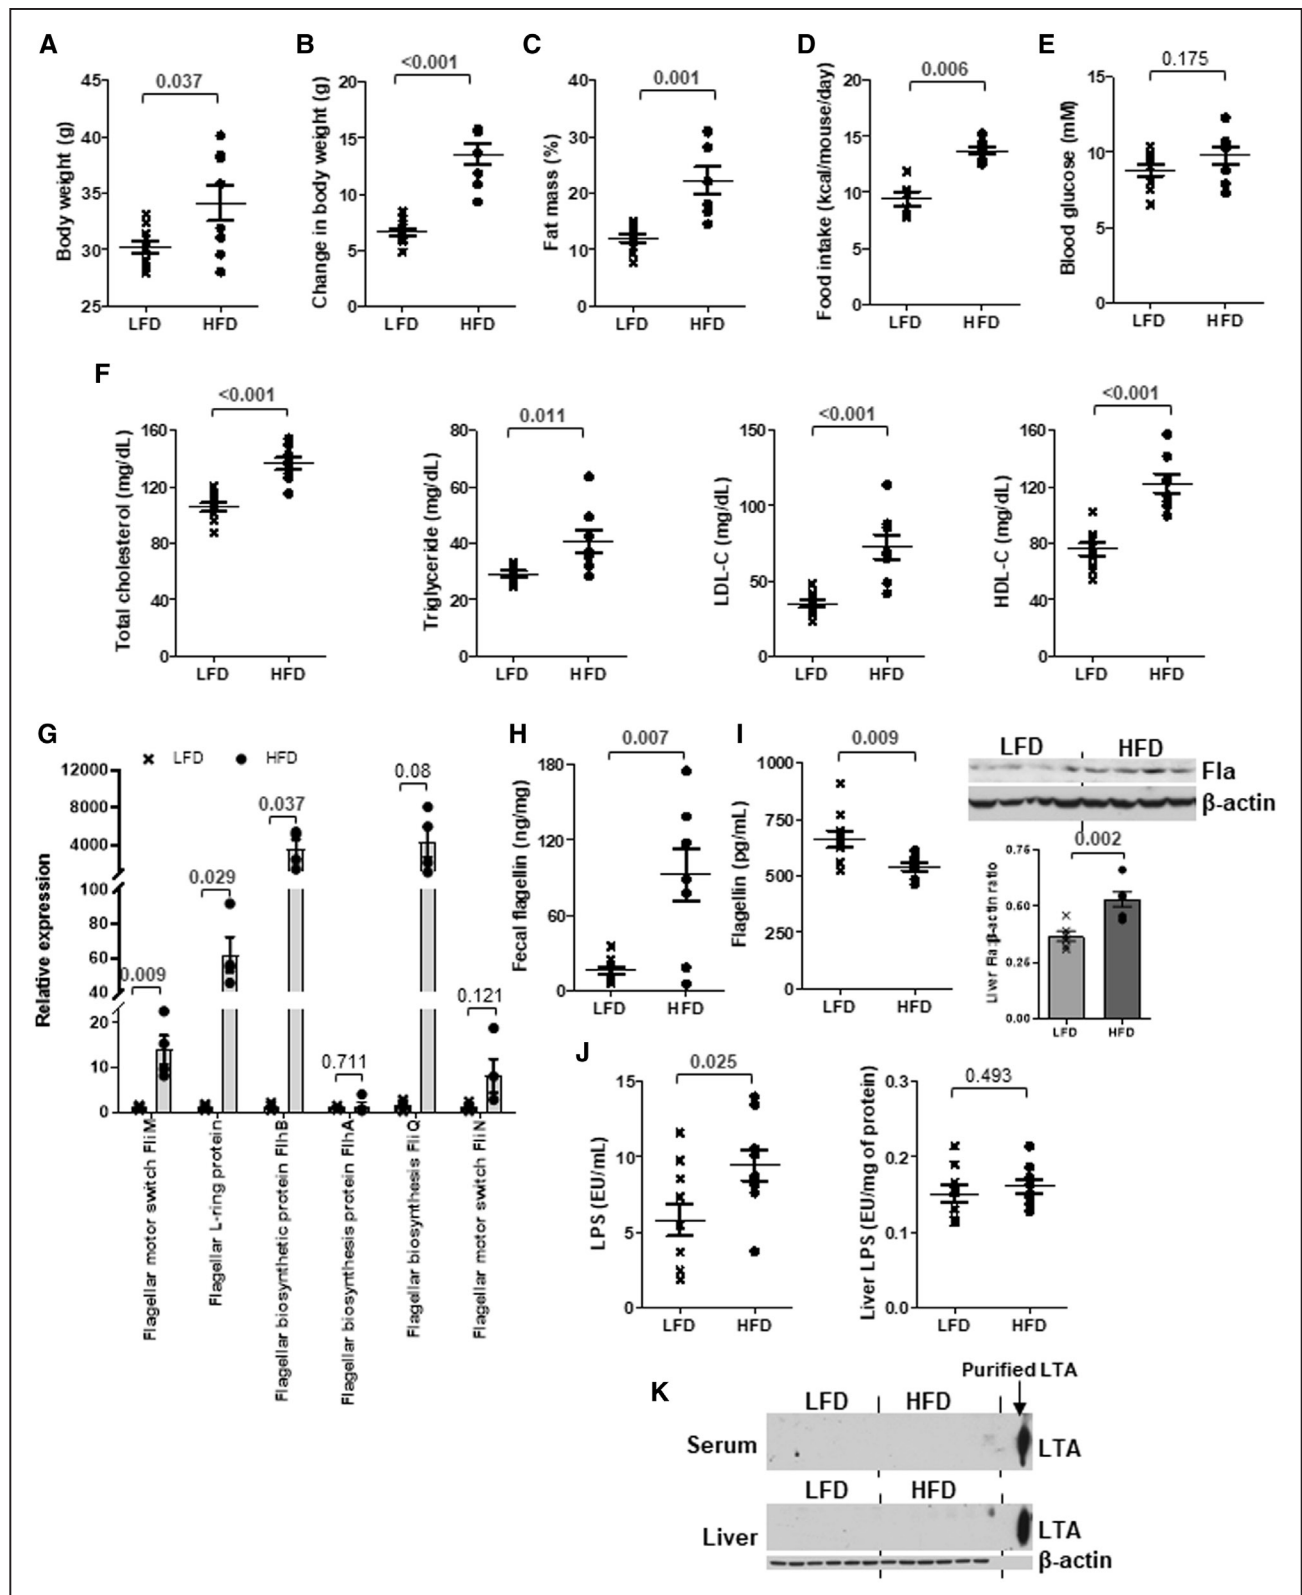 A
B
C
D
E
0.037
<0.001
0.001
0.006
0.175
Body weight (g)
45
40
35
30
25
LFD
HFD
Change in body weight (g)
20
15
10
5
0
LFD
HFD
Fat mass (%)
40
30
20
10
0
LFD
HFD
Food intake (kcal/mouse/day)
20
15
10
5
0
LFD
HFD
Blood glucose (mM)
15
10
5
0
LFD
HFD
F
<0.001
0.011
<0.001
<0.001
Total cholesterol (mg/dL)
160
120
80
40
0
LFD
HFD
Triglyceride (mg/dL)
80
60
40
20
0
LFD
HFD
LDL-C (mg/dL)
150
100
50
0
LFD
HFD
HDL-C (mg/dL)
160
120
80
40
0
LFD
HFD
G
LFD
HFD
Relative expression
12000
8000
4000
100
80
60
40
20
10
0
0.009
0.029
0.037
0.711
0.08
0.121
Flagellar motor switch FliM
Flagellar L-ring protein
Flagellar biosynthetic protein FlhB
Flagellar biosynthesis protein FlhA
Flagellar biosynthesis FliQ
Flagellar motor switch FliN
H
0.007
Fecal flagellin (ng/mg)
180
120
60
0
LFD
HFD
I
0.009
Flagellin (pg/mL)
1000
750
500
250
0
LFD
HFD
LFD
HFD
Fla
β-actin
0.002
Liver Fla:β-actin ratio
0.76
0.60
0.26
0.00
LFD
HFD
J
0.025
LPS (EU/mL)
15
10
5
0
LFD
HFD
0.493
Liver LPS (EU/mg of protein)
0.3
0.2
0.1
0.0
LFD
HFD
K
Purified LTA
LFD
HFD
Serum
LTA
LFD
HFD
Liver
LTA
β-actin